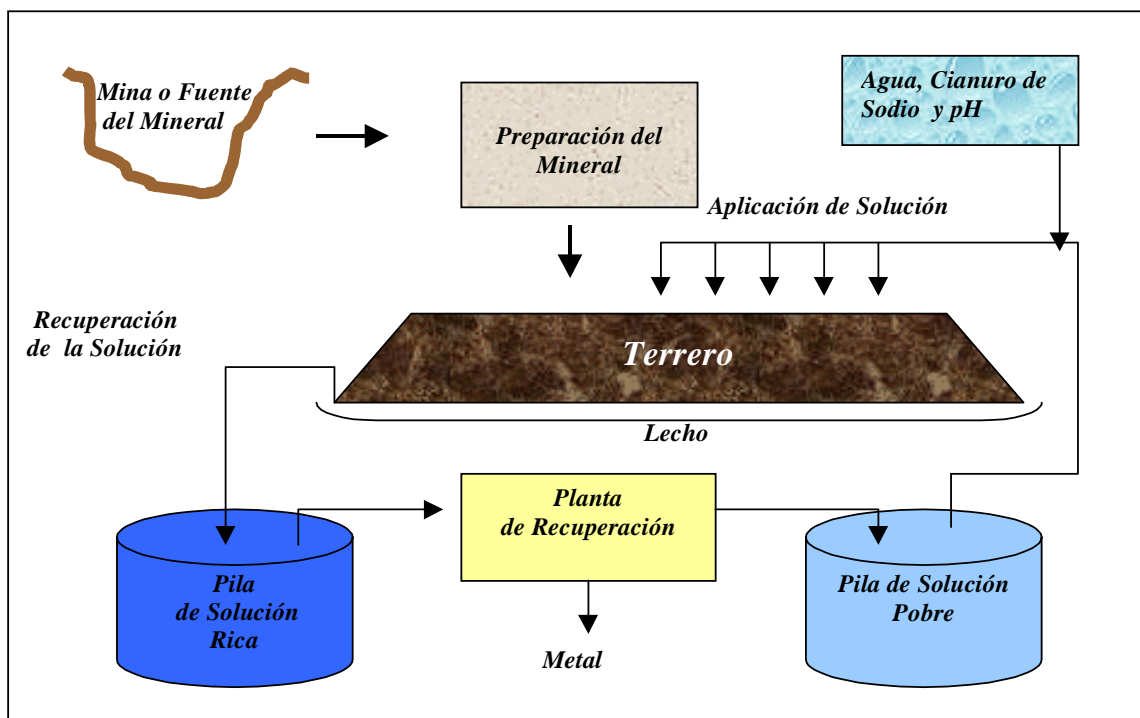 Mina o Fuente
del Mineral
Preparación del
Mineral
Agua, Cianuro de
Sodio y pH
Aplicación de Solución
Recuperación
de la Solución
Terrero
Lecho
Planta
de Recuperación
Pila
de Solución
Rica
Pila de Solución
Pobre
Metal